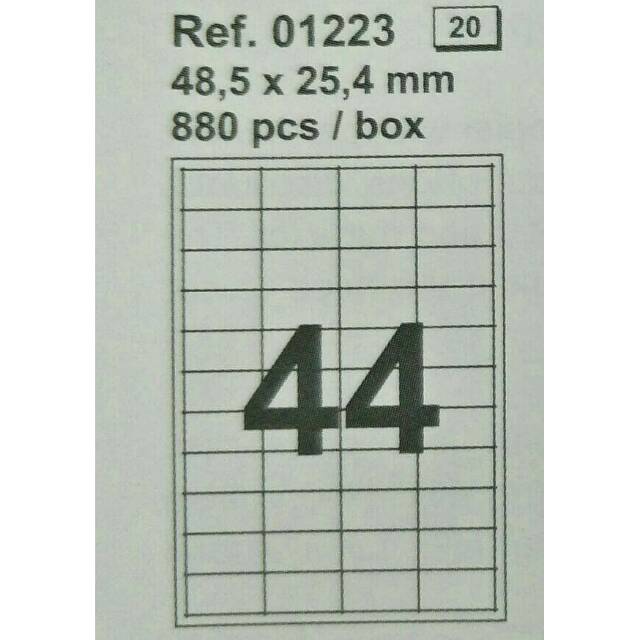 Ref. 01223 20
48,5 x 25,4 mm
880 pcs / box
44